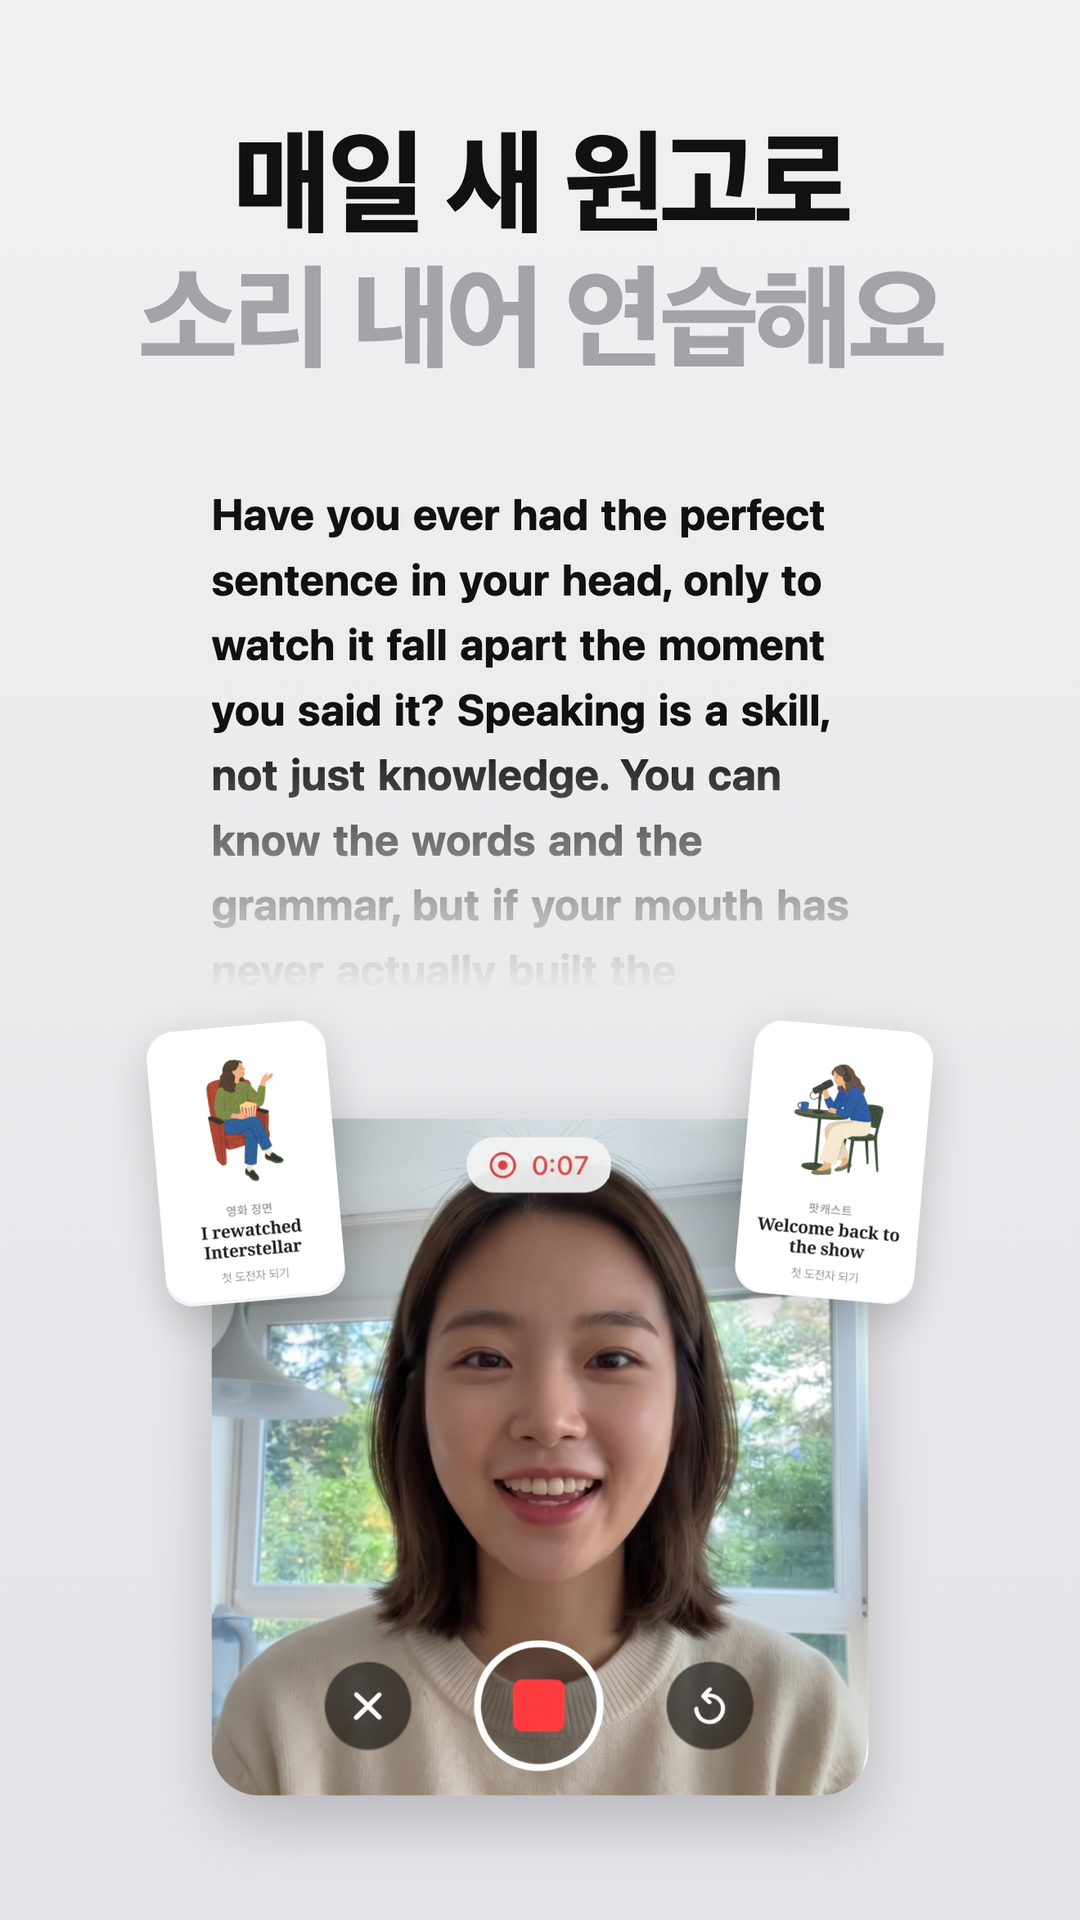 매일 새 원고로
소리 내어 연습해요
Have you ever had the perfect
sentence in your head, only to
watch it fall apart the moment
you said it? Speaking is a skill,
not just knowledge. You can
know the words and the
grammar, but if your mouth has
never actually built the
0:07
영화 장면
I rewatched
Interstellar
첫 도전자 되기
팟캐스트
Welcome back to
the show
첫 도전자 되기